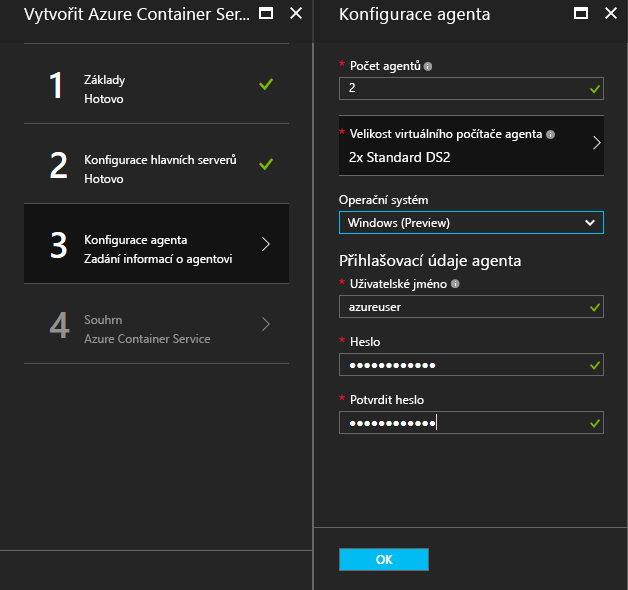 Vytvořit Azure Container Ser...
1
Základy
Hotovo
2
Konfigurace hlavních serverů
Hotovo
3
Konfigurace agenta
Zadání informací o agentovi
4
Souhrn
Azure Container Service
Konfigurace agenta
* Počet agentů
2
* Velikost virtuálního počítače agenta
2x Standard DS2
Operační systém
Windows (Preview)
Přihlašovací údaje agenta
* Uživatelské jméno
azureuser
* Heslo
●●●●●●●●●●●●
* Potvrdit heslo
●●●●●●●●●●●●
OK